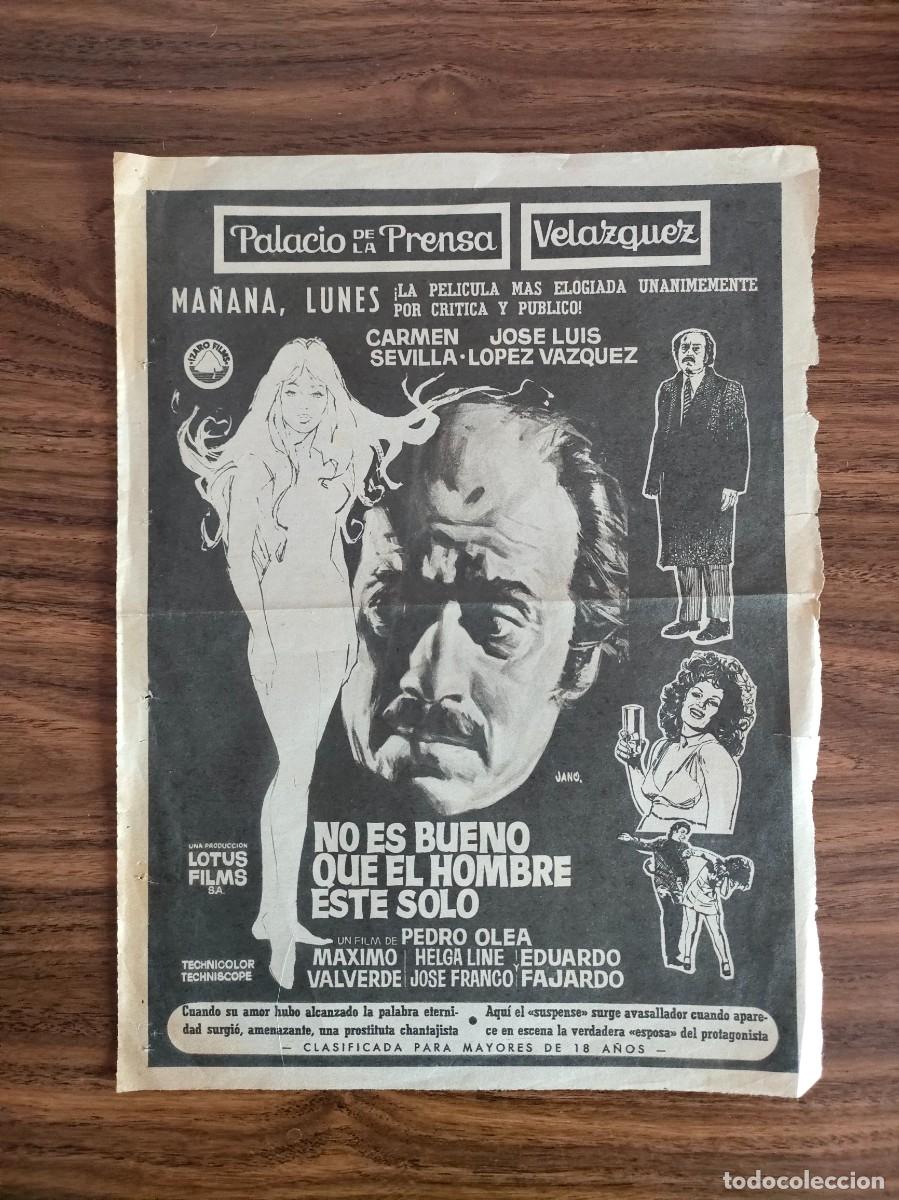 Palacio DE LA Prensa
Velazquez
MAÑANA, LUNES
¡LA PELICULA MAS ELOGIADA UNANIMEMENTE
POR CRITICA Y PUBLICO!
CARMEN SEVILLA · JOSE LUIS LOPEZ VAZQUEZ
IZARO FILMS
JANO.
UNA PRODUCCION
LOTUS
FILMS
S.A.
NO ES BUENO
QUE EL HOMBRE
ESTE SOLO
UN FILM DE PEDRO OLEA
MAXIMO VALVERDE
HELGA LINE
JOSE FRANCO
Y EDUARDO FAJARDO
TECHNICOLOR
TECHNISCOPE
Cuando su amor hubo alcanzado la palabra eterni-
dad surgió, amenazante, una prostituta chantajista
•
Aquí el «suspense» surge avasallador cuando apare-
ce en escena la verdadera «esposa» del protagonista
— CLASIFICADA PARA MAYORES DE 18 AÑOS —
todocoleccion